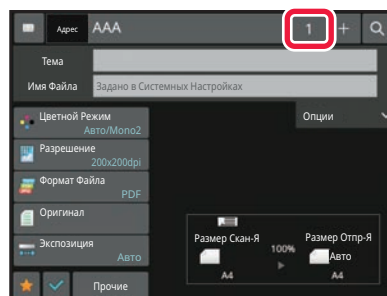 Адрес AAA 1 +
Тема
Имя Файла Задано в Системных Настройках
Цветной Режим
Авто/Mono2
Опции
Разрешение
200x200dpi
Формат Файла
PDF
Оригинал
Экспозиция
Авто
Размер Скан-Я 100% Размер Отпр-Я
Авто
A4 A4
Прочие